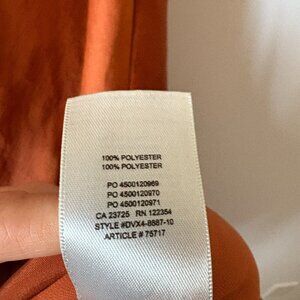 100% POLYESTER
100% POLYESTER
PO 4500120969
PO 4500120970
PO 4500120971
CA 23725 RN 122354
STYLE #DVX4-8887-10
ARTICLE # 75717